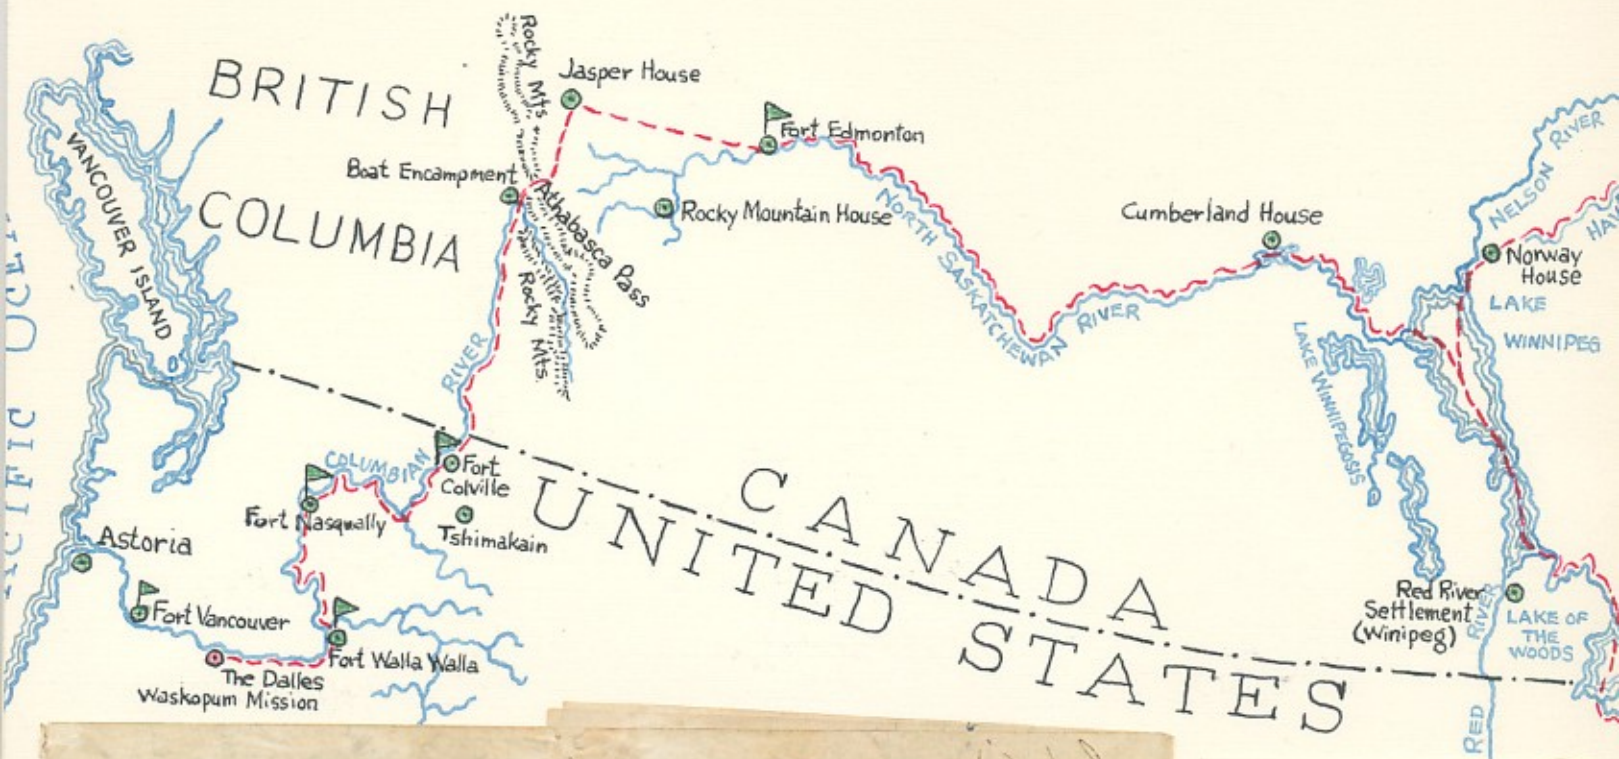 BRITISH
COLUMBIA
VANCOUVER ISLAND
Rocky Mts
Jasper House
Fort Edmonton
Boat Encampment
Athabasca Pass
Rocky Mountain House
Rocky Mts.
NORTH SASKATCHEWAN RIVER
Cumberland House
NELSON RIVER
Norway
House
LAKE
WINNIPEG
LAKE WINNIPEGOSIS
RIVER
COLUMBIAN
Fort
Colville
Fort Nasqually
Tshimakain
Astoria
Fort Vancouver
Fort Walla Walla
The Dalles
Waskopum Mission
CANADA
UNITED STATES
Red River
Settlement
(Winipeg)
RIVER
RED
LAKE OF
THE
WOODS